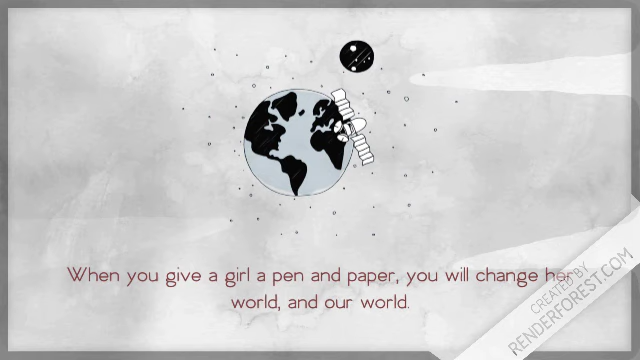 When you give a girl a pen and paper, you will change her
world, and our world.
CREATED BY
RENDERFOREST.COM